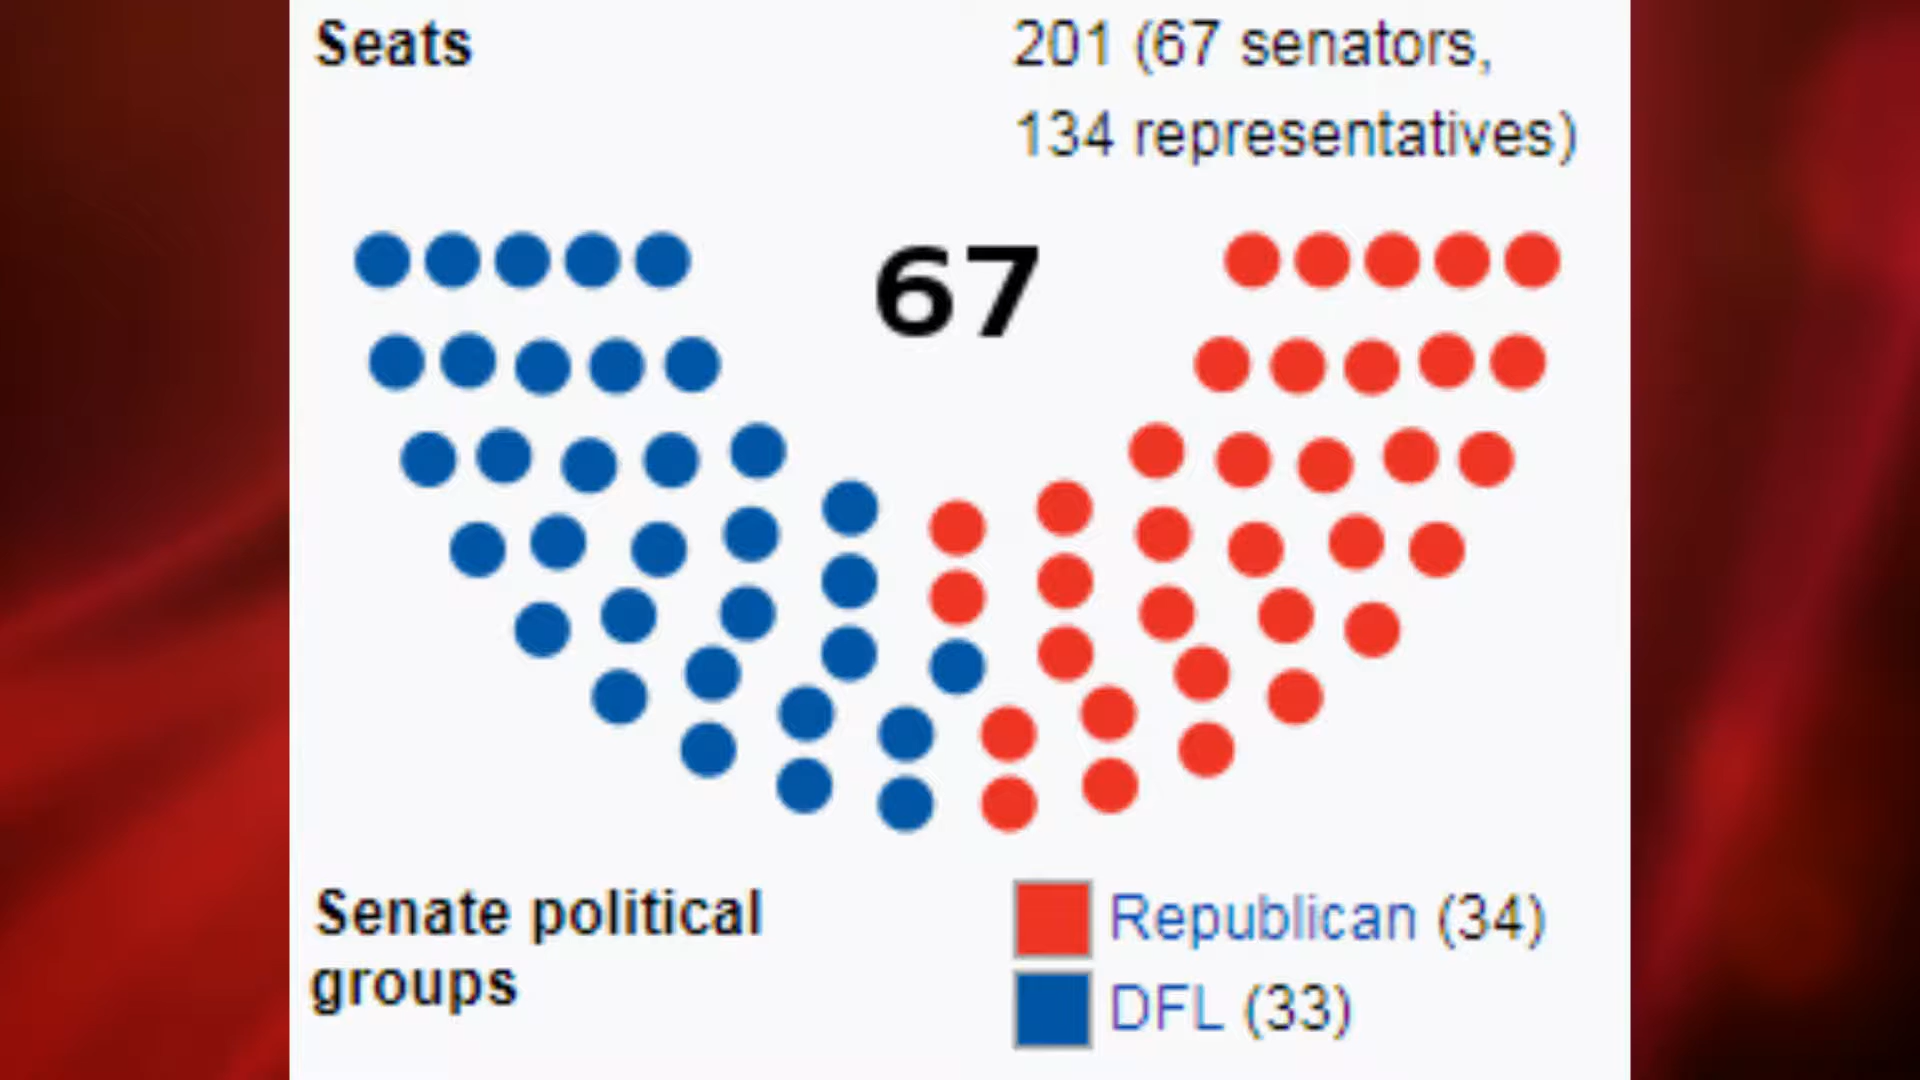 Seats
201 (67 senators,
134 representatives)
67
Senate political
groups
Republican (34)
DFL (33)